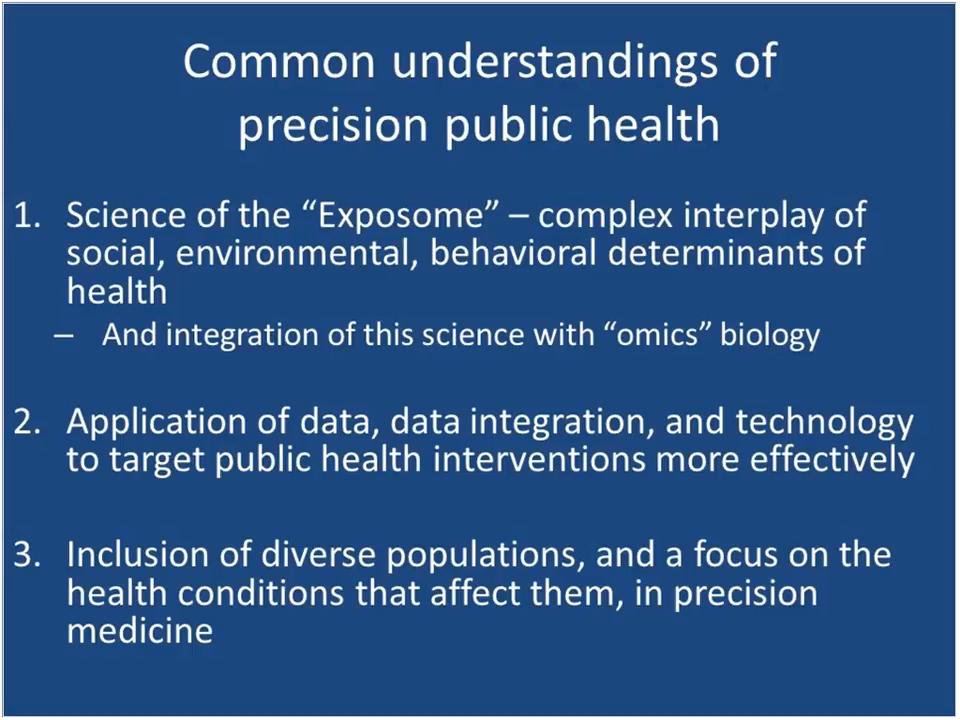 Common understandings of
precision public health
1. Science of the “Exposome” – complex interplay of
social, environmental, behavioral determinants of
health
– And integration of this science with “omics” biology
2. Application of data, data integration, and technology
to target public health interventions more effectively
3. Inclusion of diverse populations, and a focus on the
health conditions that affect them, in precision
medicine